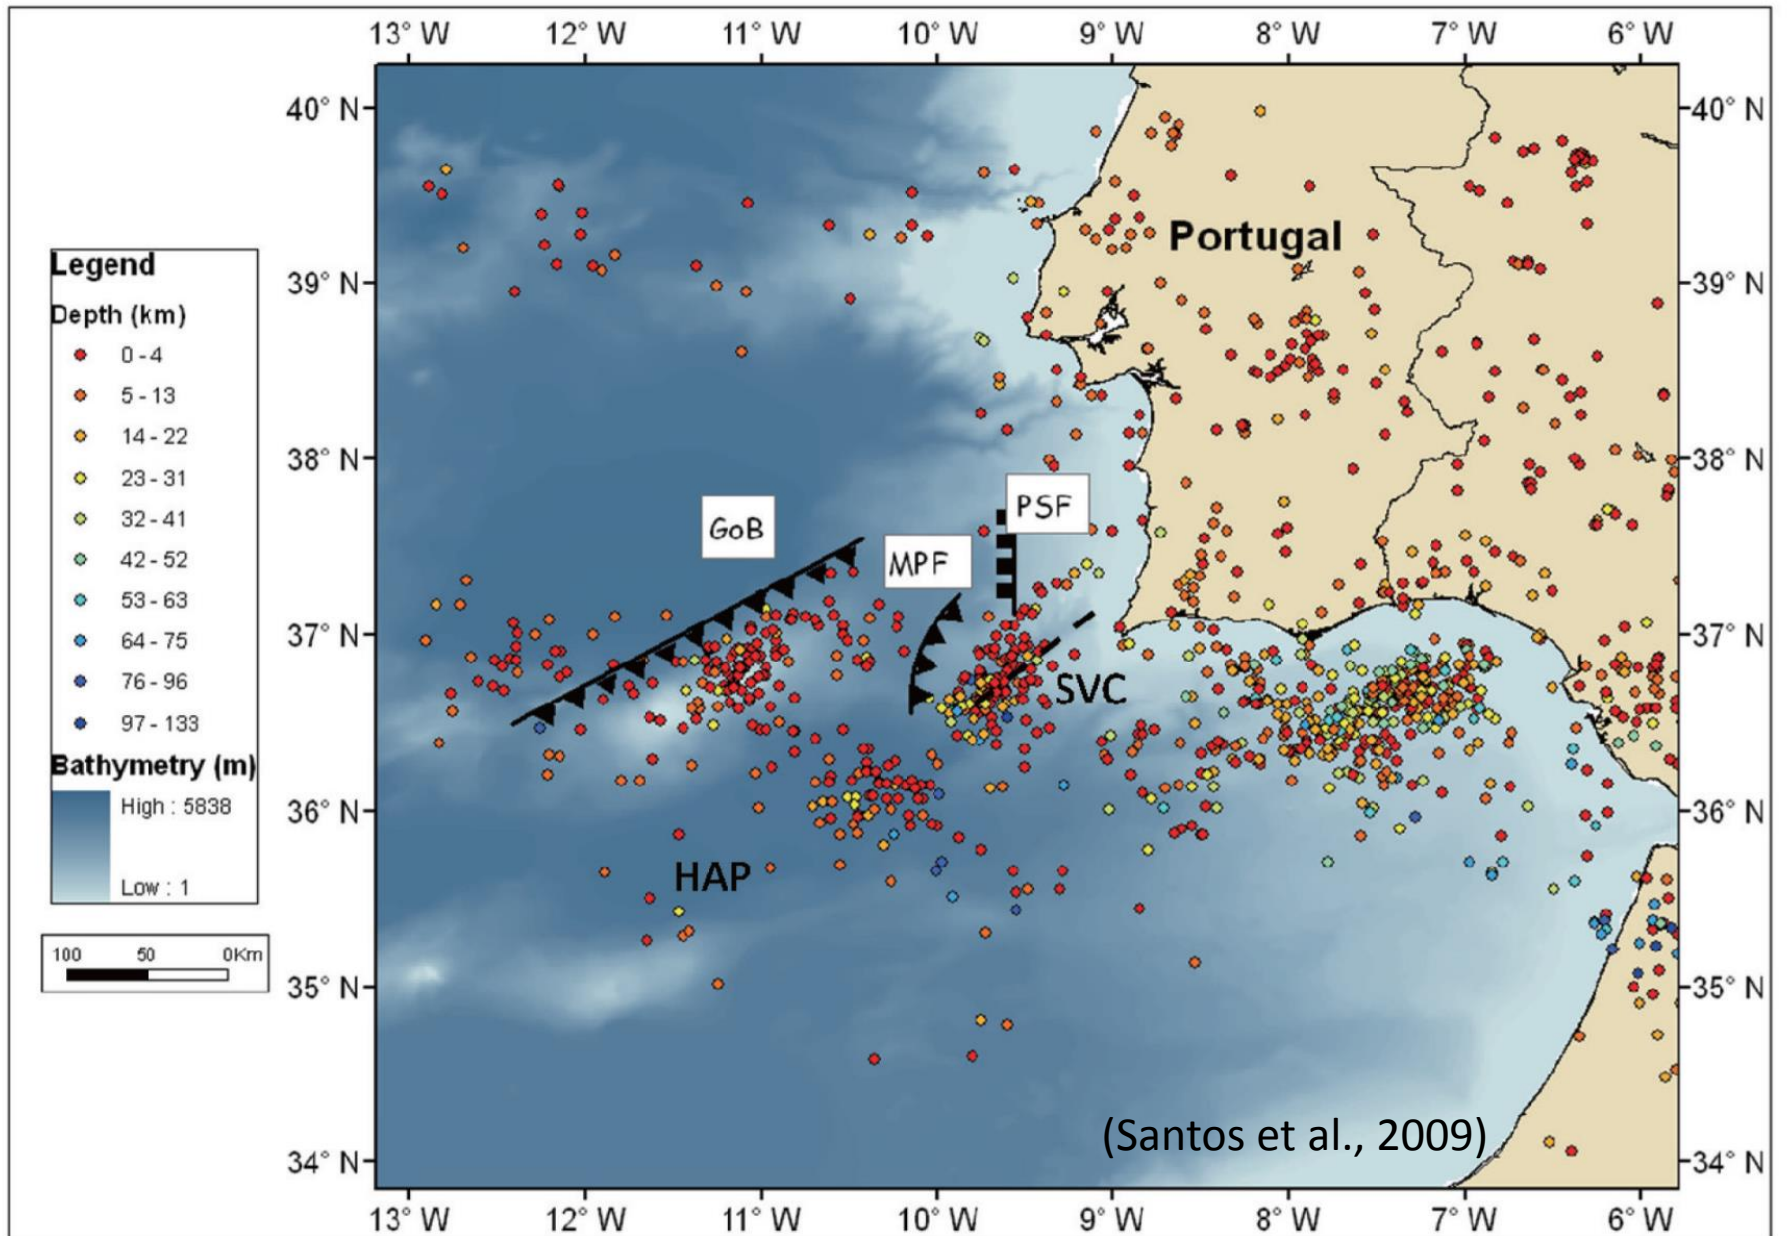 13° W 12° W 11° W 10° W 9° W 8° W 7° W 6° W
40° N 40° N
Portugal
Legend
39° N 39° N
Depth (km)
0 - 4
5 - 13
14 - 22
38° N 38° N
23 - 31
PSF
32 - 41
GoB
42 - 52
MPF
53 - 63
64 - 75
37° N 37° N
76 - 96
SVC
97 - 133
Bathymetry (m)
High : 5838
36° N 36° N
Low : 1
HAP
100 50 0Km
35° N 35° N
(Santos et al., 2009)
34° N 34° N
13° W 12° W 11° W 10° W 9° W 8° W 7° W 6° W